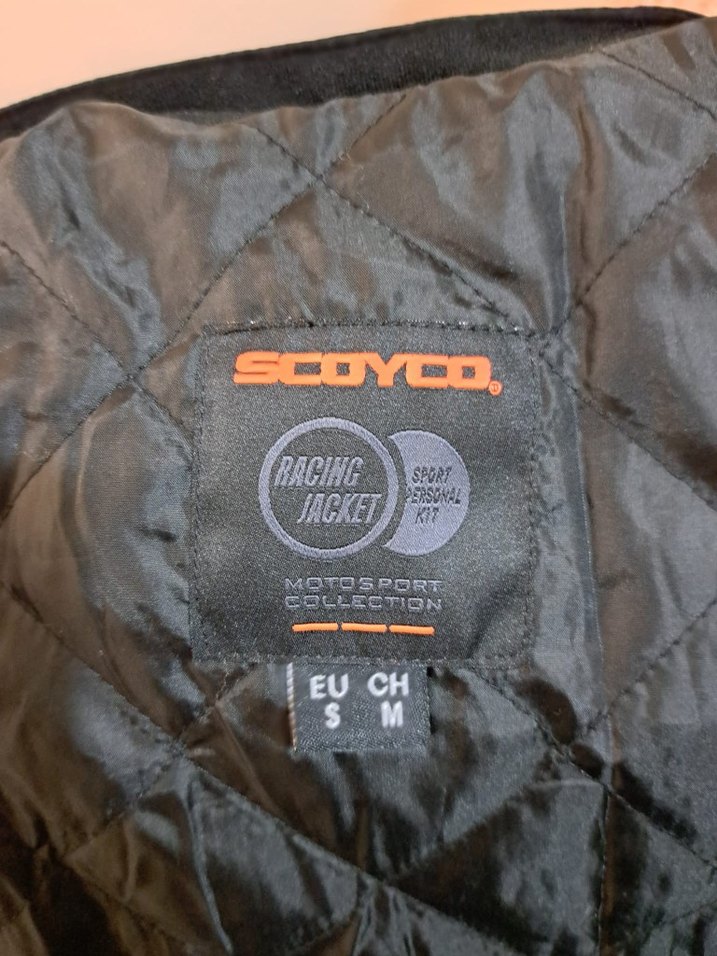 SCOYCO®
RACING
JACKET
SPORT
PERSONAL
KIT
MOTOSPORT
COLLECTION
EU CH
S M